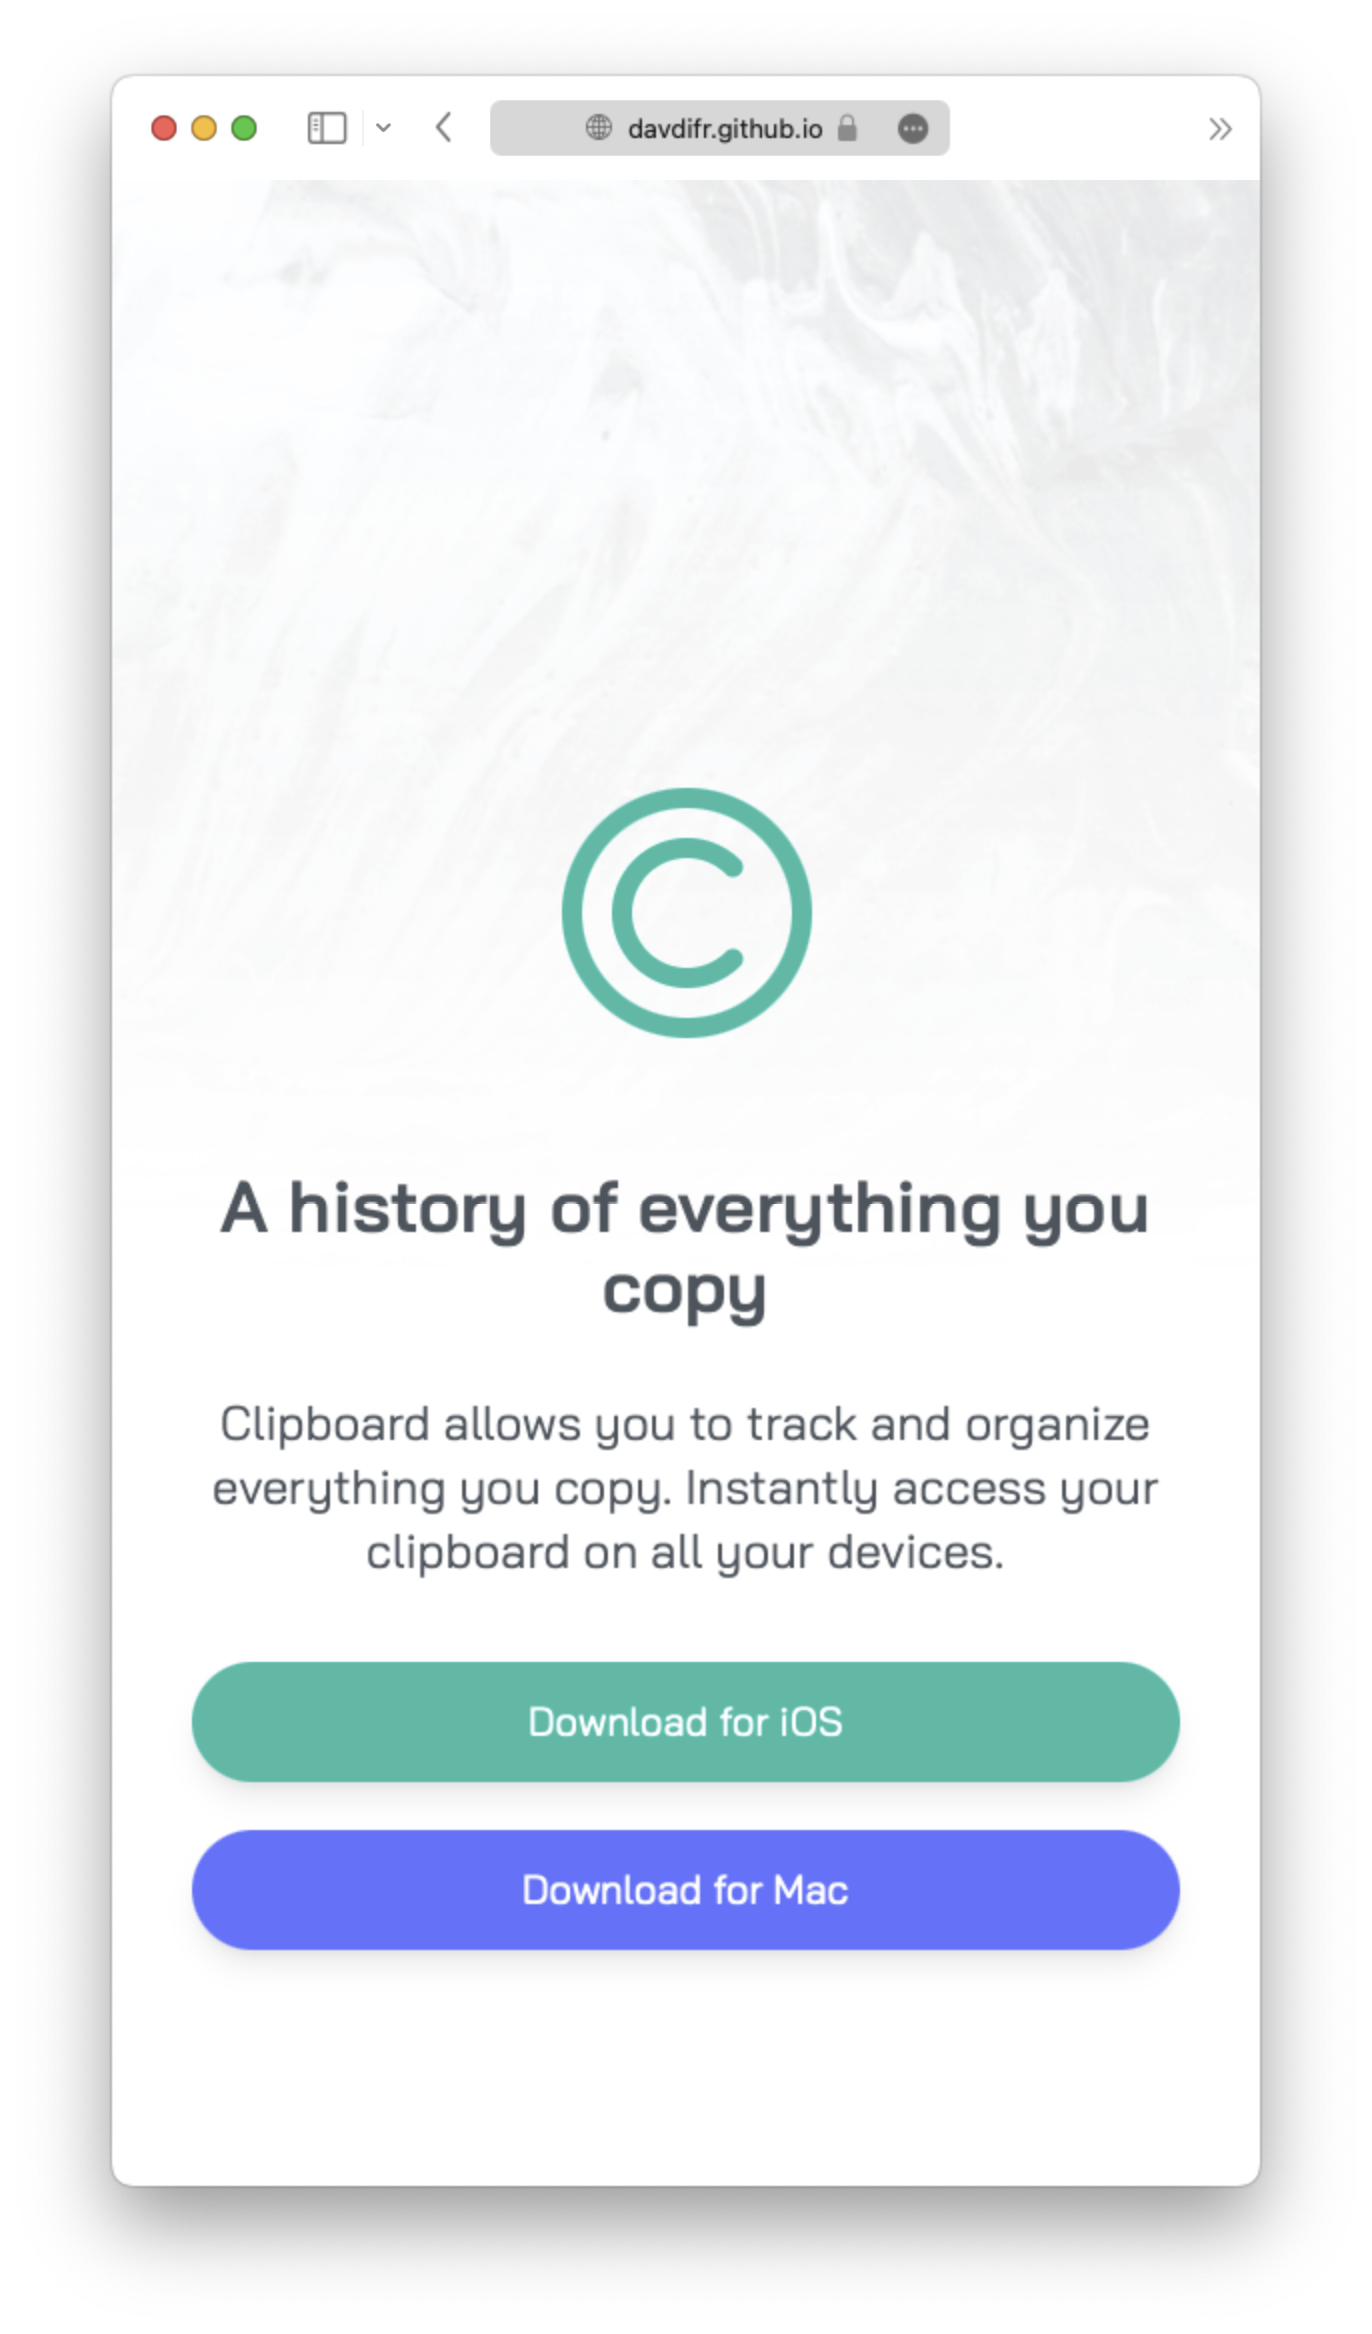 davdifr.github.io
C
A history of everything you
copy
Clipboard allows you to track and organize
everything you copy. Instantly access your
clipboard on all your devices.
Download for iOS
Download for Mac